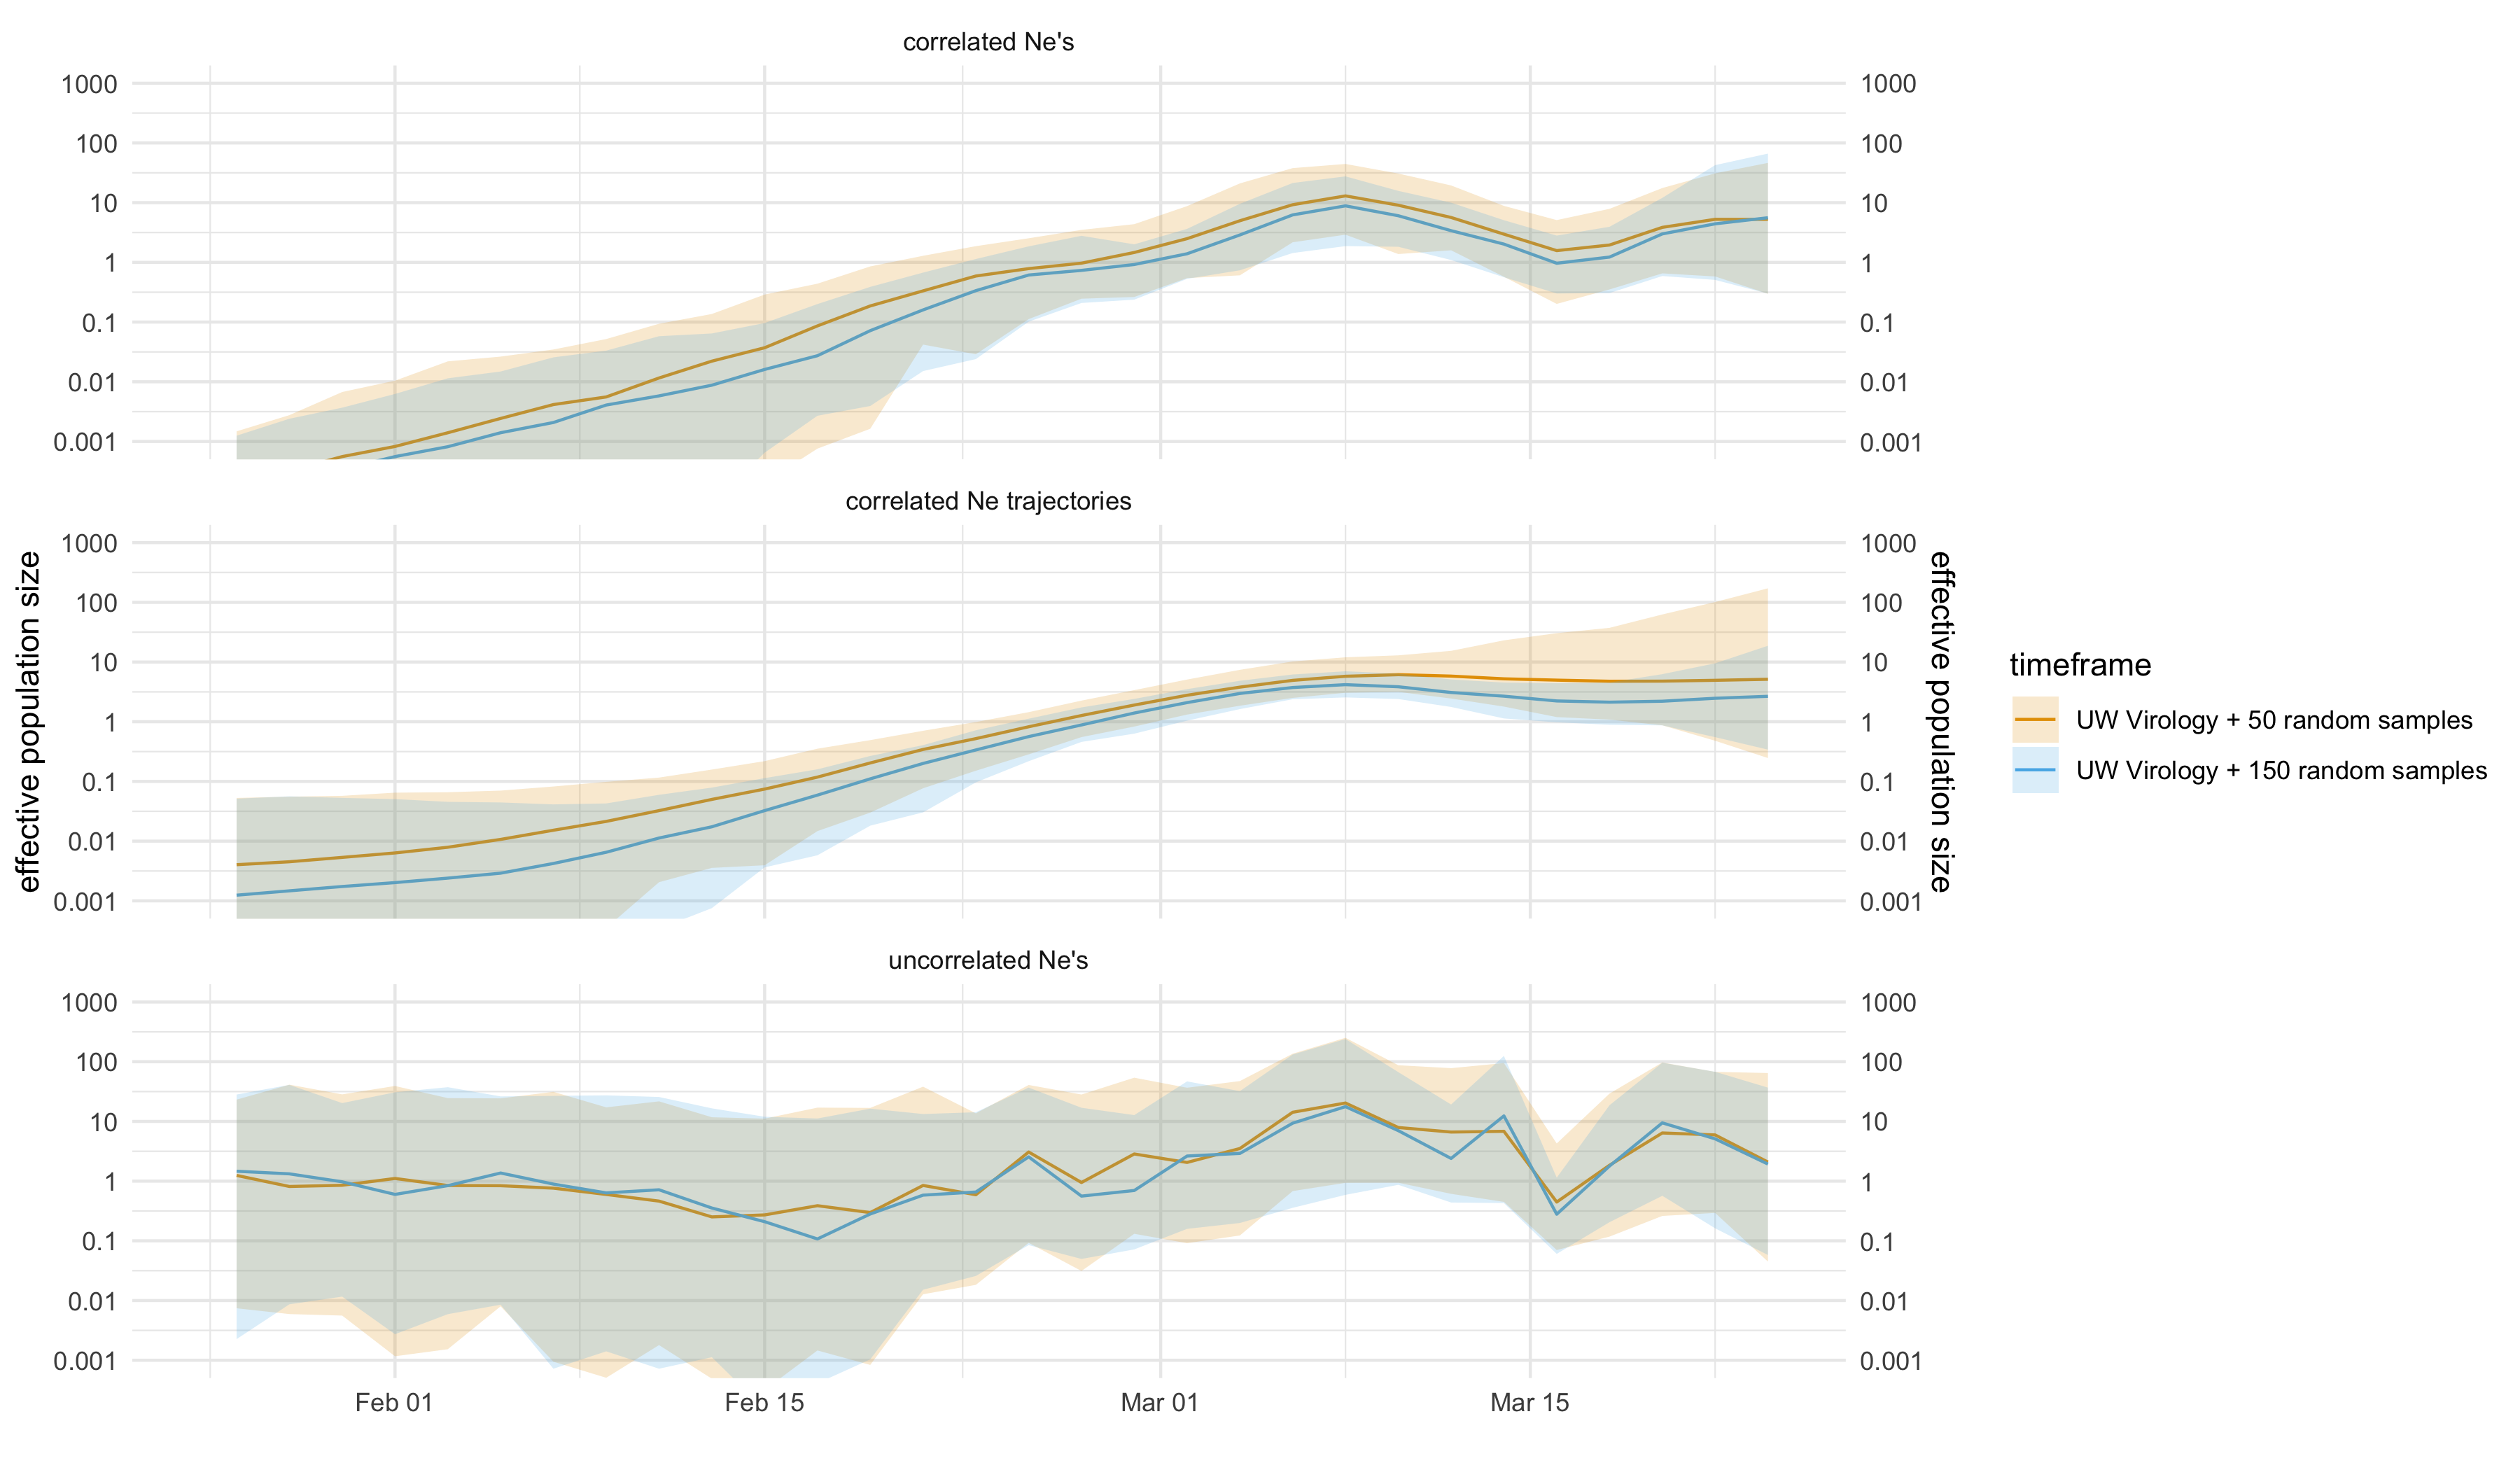 correlated Ne's
1000 1000
100 100
10 10
1 1
0.1 0.1
0.01 0.01
0.001 0.001
correlated Ne trajectories
1000 1000
100 100
10 10
1 1
0.1 0.1
0.01 0.01
0.001 0.001
effective population size
effective population size
timeframe
UW Virology + 50 random samples
UW Virology + 150 random samples
uncorrelated Ne's
1000 1000
100 100
10 10
1 1
0.1 0.1
0.01 0.01
0.001 0.001
Feb 01 Feb 15 Mar 01 Mar 15